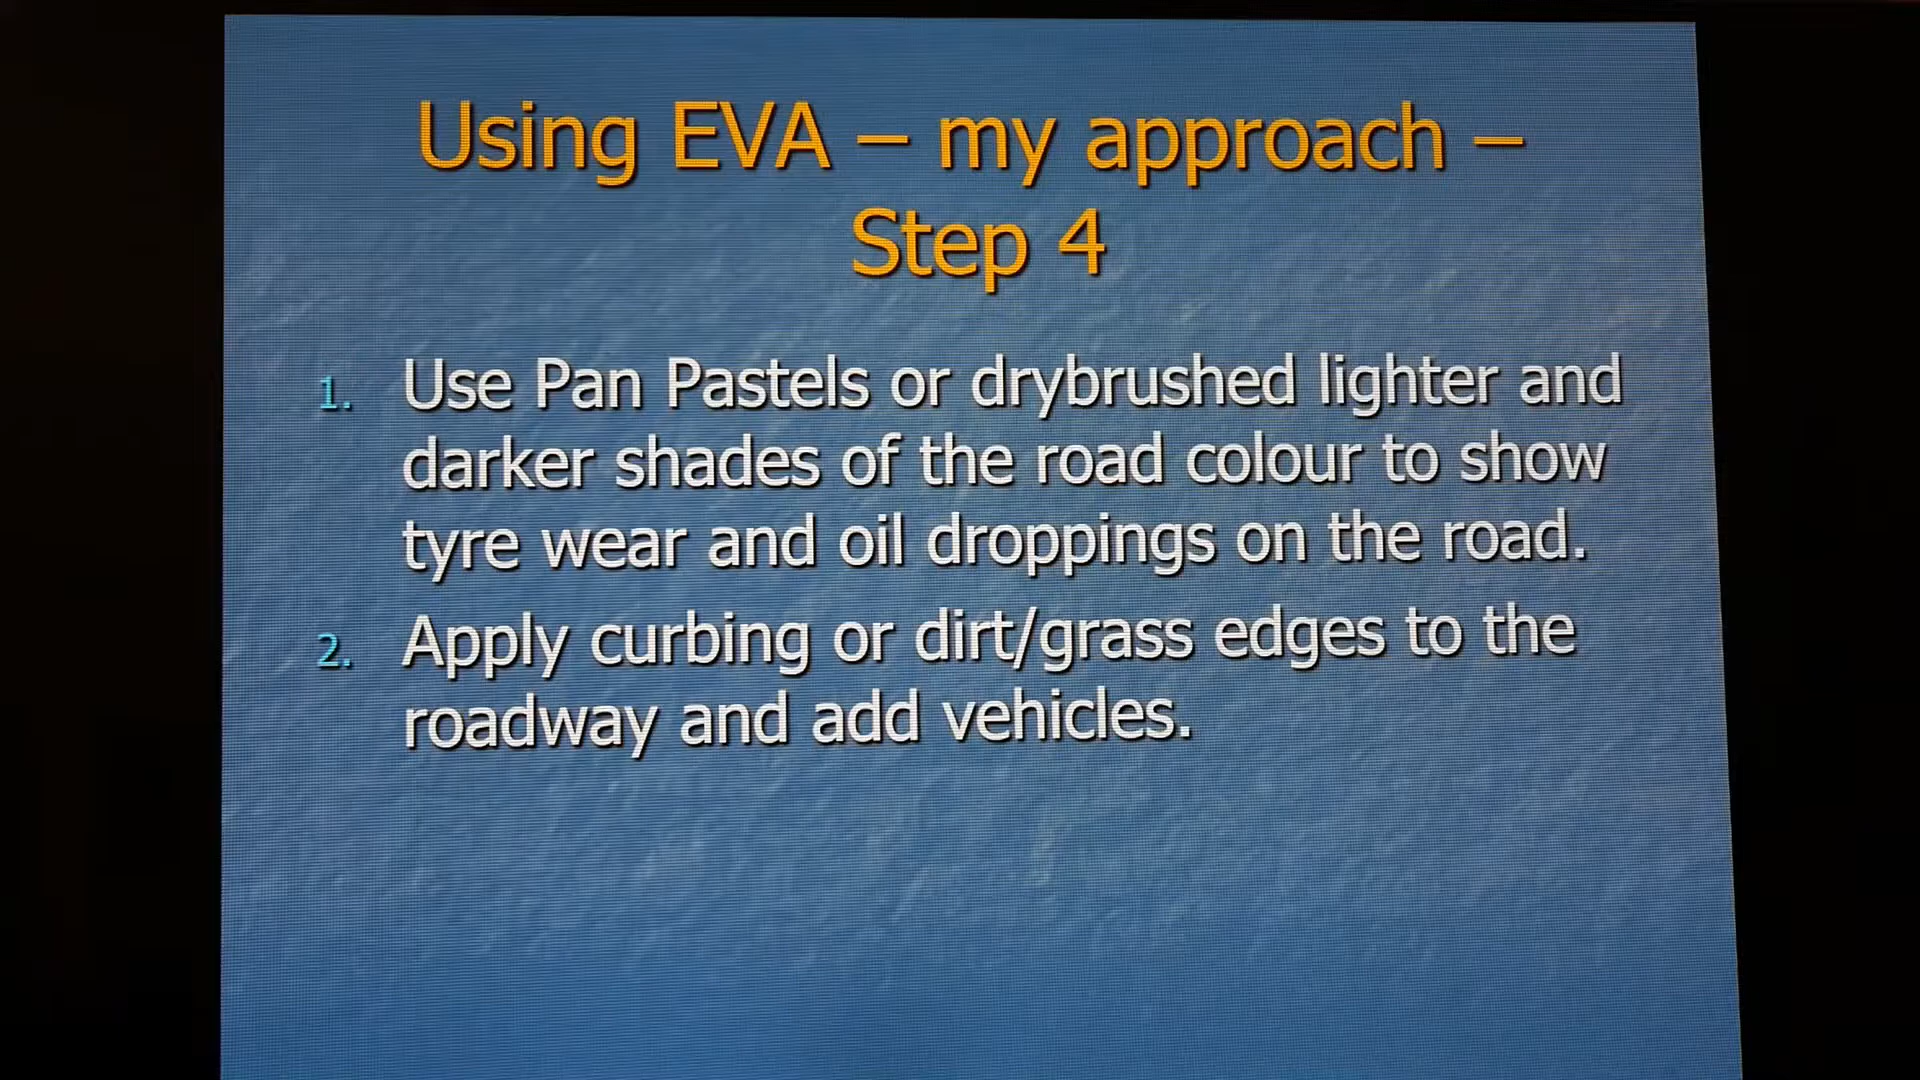 Using EVA – my approach –
Step 4
1. Use Pan Pastels or drybrushed lighter and
darker shades of the road colour to show
tyre wear and oil droppings on the road.
2. Apply curbing or dirt/grass edges to the
roadway and add vehicles.